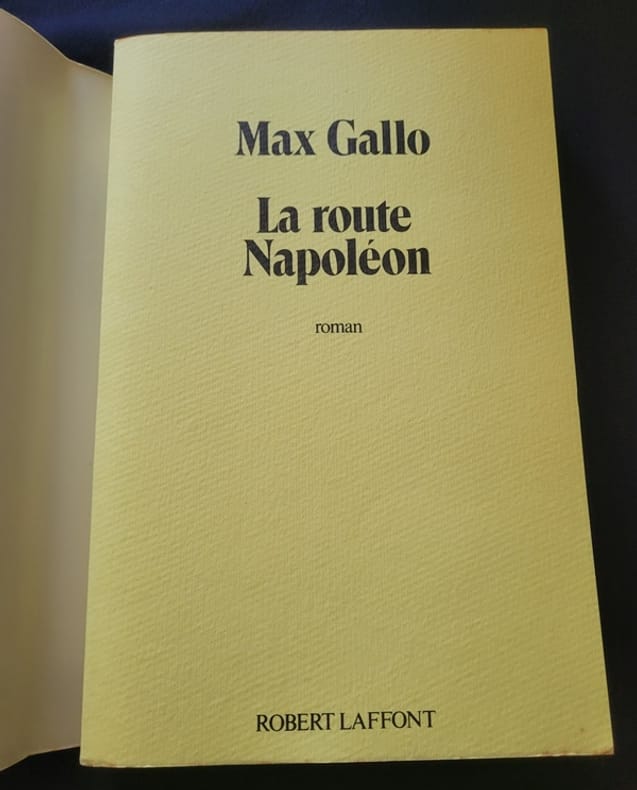 Max Gallo
La route
Napoléon
roman
ROBERT LAFFONT